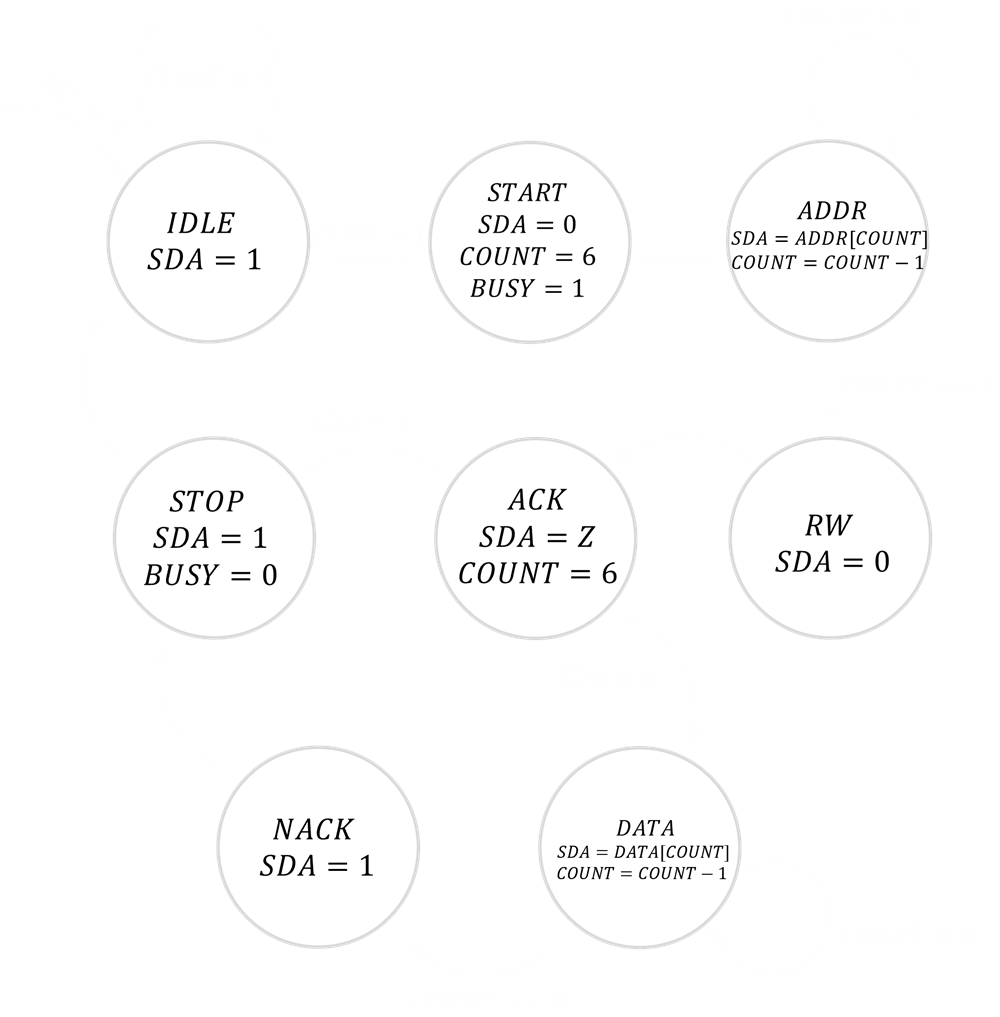 IDLE
SDA = 1
START
SDA = 0
COUNT = 6
BUSY = 1
ADDR
SDA = ADDR[COUNT]
COUNT = COUNT − 1
STOP
SDA = 1
BUSY = 0
ACK
SDA = Z
COUNT = 6
RW
SDA = 0
NACK
SDA = 1
DATA
SDA = DATA[COUNT]
COUNT = COUNT − 1